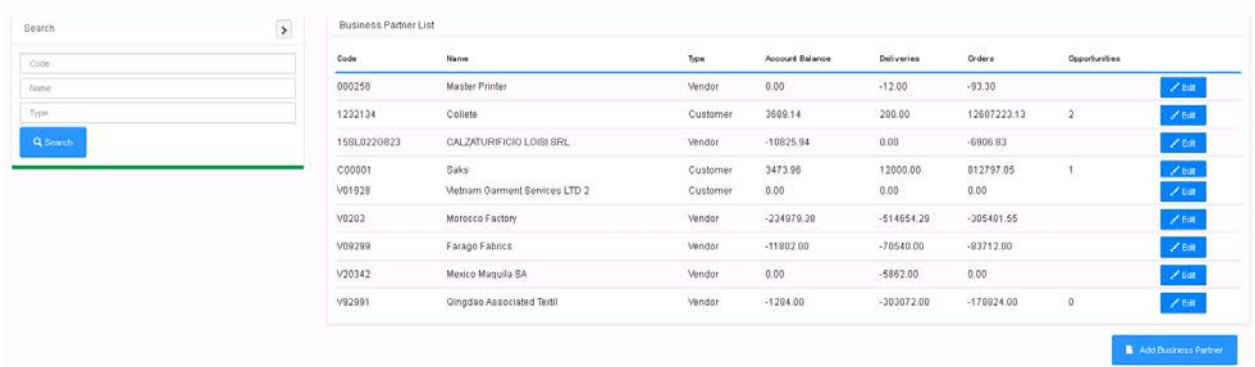 Search
Code
Name
Type
Search
Business Partner List
Code Name Type Account Balance Deliveries Orders Opportunities
000250 Master Printer Vendor 0.00 -12.00 -93.30 Edit
1232134 Collete Customer 3609.14 200.00 12607223.13 2 Edit
15SL0220823 CALZATURIFICIO LOISI SRL Vendor -10825.94 0.00 -6906.83 Edit
C00001 Saks Customer 3473.96 12000.00 812797.05 1 Edit
V01928 Vietnam Garment Services LTD 2 Customer 0.00 0.00 0.00 Edit
V0203 Morocco Factory Vendor -234979.38 -514654.29 -305401.55 Edit
V09299 Farago Fabrics Vendor -11802.00 -70540.00 -83712.00 Edit
V20342 Mexico Maquila SA Vendor 0.00 -5862.00 0.00 Edit
V92991 Qingdao Associated Textil Vendor -1284.00 -303072.00 -178824.00 0 Edit
Add Business Partner